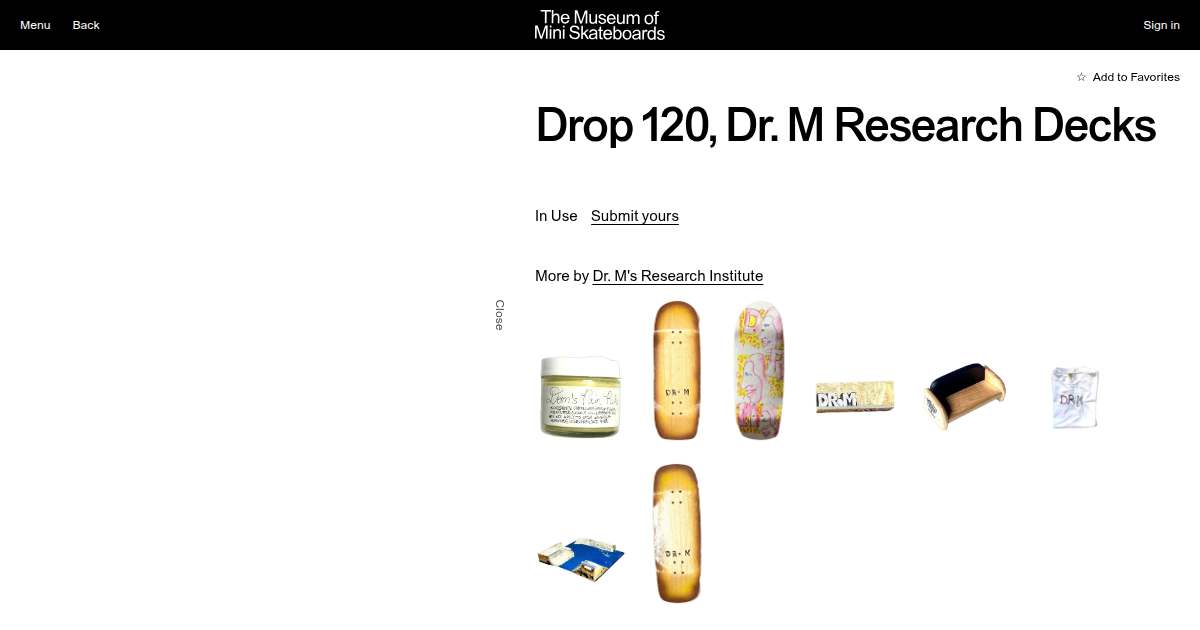 Menu
Back
The Museum of
Mini Skateboards
Sign in
☆ Add to Favorites
Drop 120, Dr. M Research Decks
In Use
Submit yours
More by Dr. M's Research Institute
Close
DR. M
DR. M
DR M
DR. M